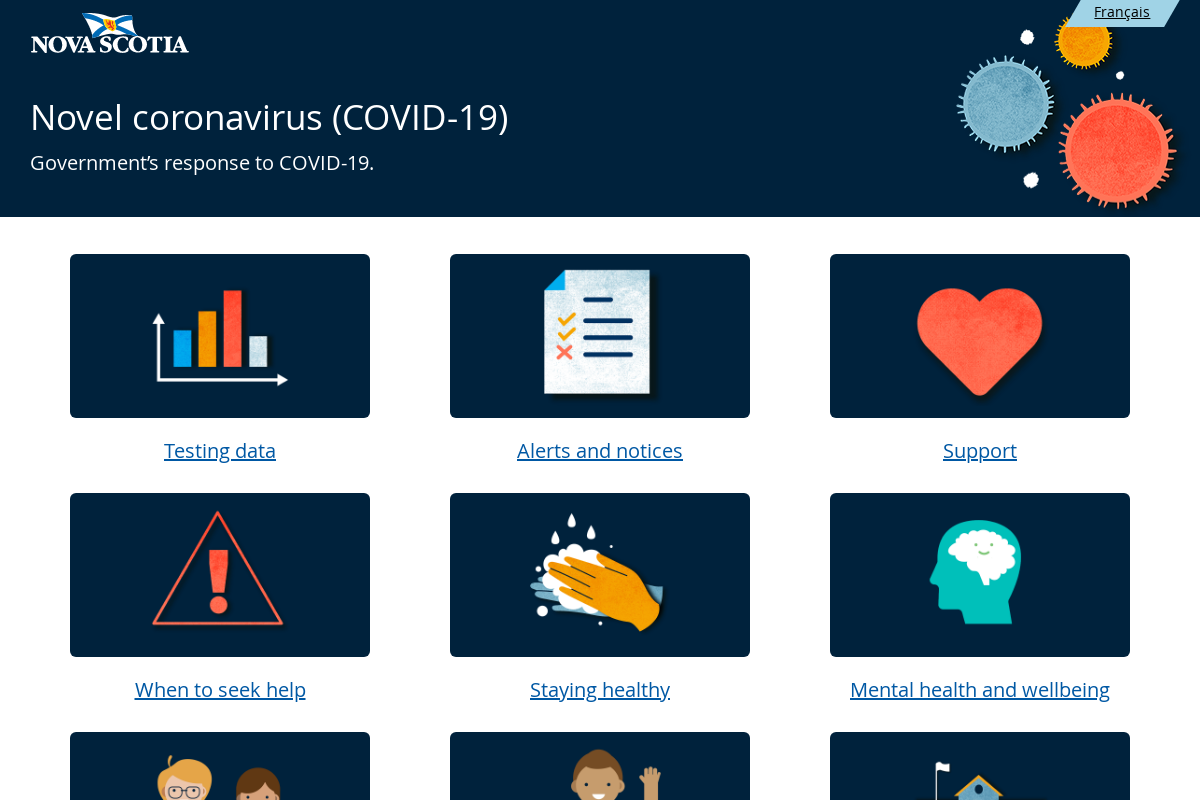 Français
NOVA SCOTIA
Novel coronavirus (COVID-19)
Government's response to COVID-19.
Testing data
Alerts and notices
Support
When to seek help
Staying healthy
Mental health and wellbeing